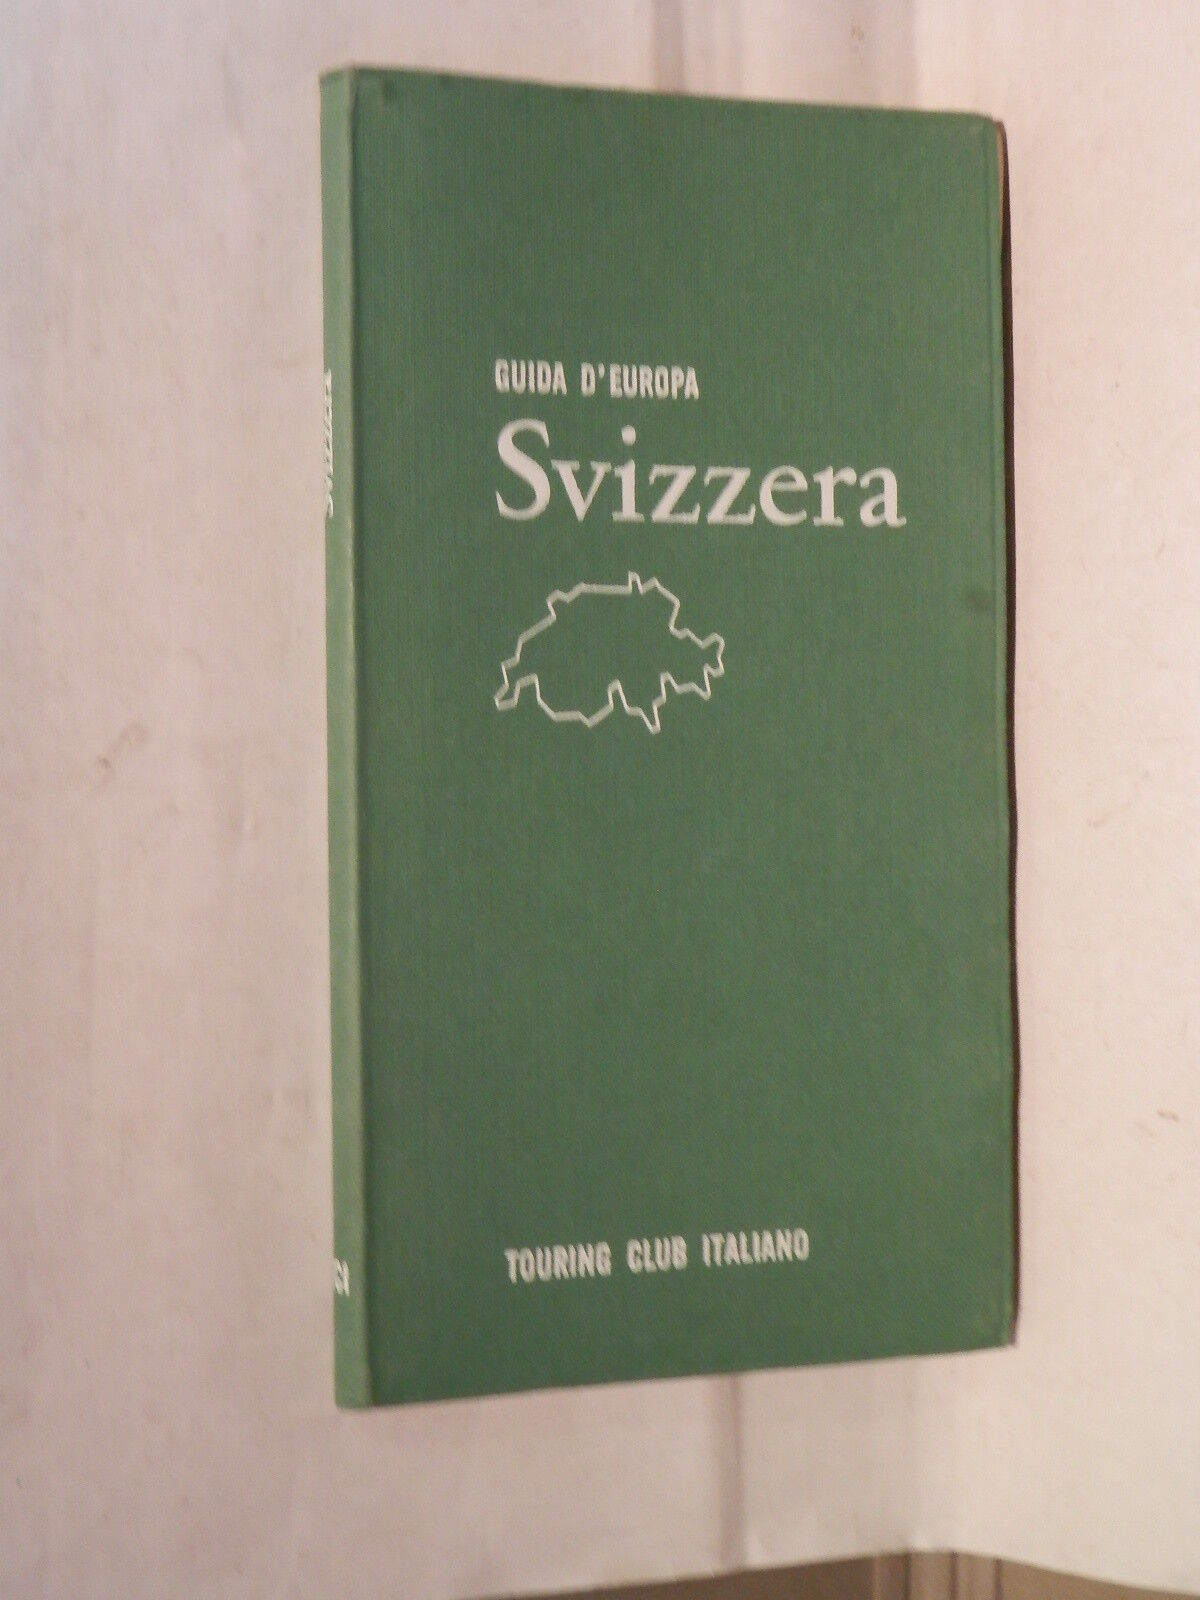 GUIDA D'EUROPA
Svizzera
TOURING CLUB ITALIANO